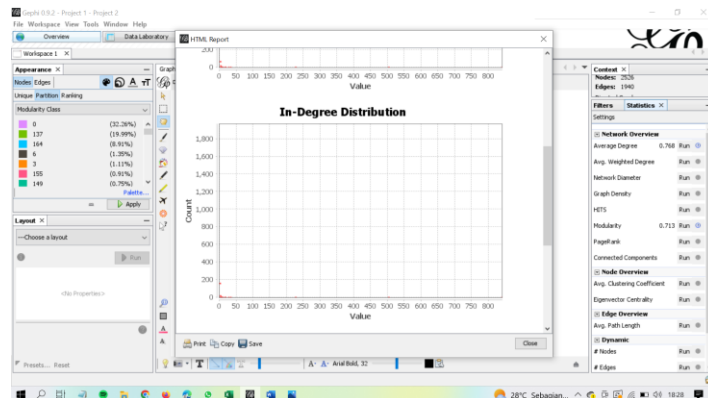 Gephi 0.9.2 - Project 1 - Project 2
File Workspace View Tools Window Help
Overview
Data Laboratory
Workspace 1 ×
Appearance ×
Nodes Edges
Unique Partition Ranking
Modularity Class
0 (32.26%)
137 (19.99%)
164 (8.91%)
6 (1.35%)
3 (1.11%)
155 (0.91%)
149 (0.75%)
Palette...
Apply
Layout ×
---Choose a layout
Run
<No Properties>
Presets... Reset
Grap
HTML Report
200
0
0 50 100 150 200 250 300 350 400 450 500 550 600 650 700 750 800
Value
In-Degree Distribution
1,800
1,600
1,400
1,200
1,000
800
600
400
200
0
Count
0 50 100 150 200 250 300 350 400 450 500 550 600 650 700 750 800
Value
Print Copy Save
Close
T
A- A- Arial Bold, 32
Context ×
Nodes: 2526
Edges: 1940
Filters Statistics ×
Settings
Network Overview
Average Degree 0.768 Run
Avg. Weighted Degree Run
Network Diameter Run
Graph Density Run
HITS Run
Modularity 0.713 Run
PageRank Run
Connected Components Run
Node Overview
Avg. Clustering Coefficient Run
Eigenvector Centrality Run
Edge Overview
Avg. Path Length Run
Dynamic
# Nodes Run
# Edges Run
28°C Sebagian...
18:28